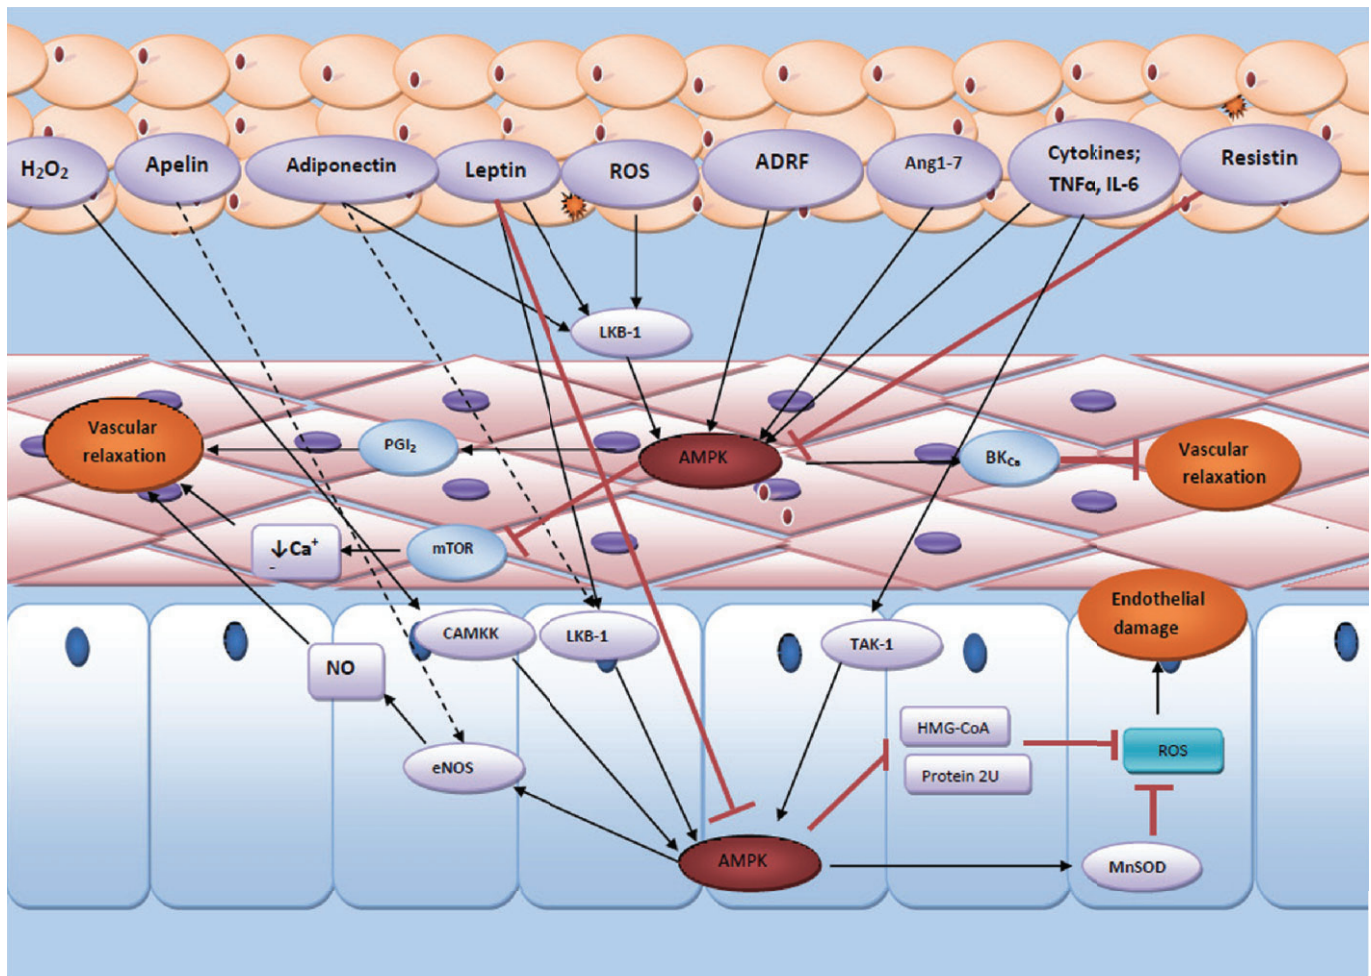 H₂O₂
Apelin
Adiponectin
Leptin
ROS
ADRF
Ang1-7
Cytokines;
TNFα, IL-6
Resistin
LKB-1
Vascular
relaxation
PGI₂
AMPK
BKCa
Vascular
relaxation
↓Ca⁺
mTOR
Endothelial
damage
CAMKK
LKB-1
TAK-1
NO
HMG-CoA
ROS
eNOS
Protein 2U
AMPK
MnSOD